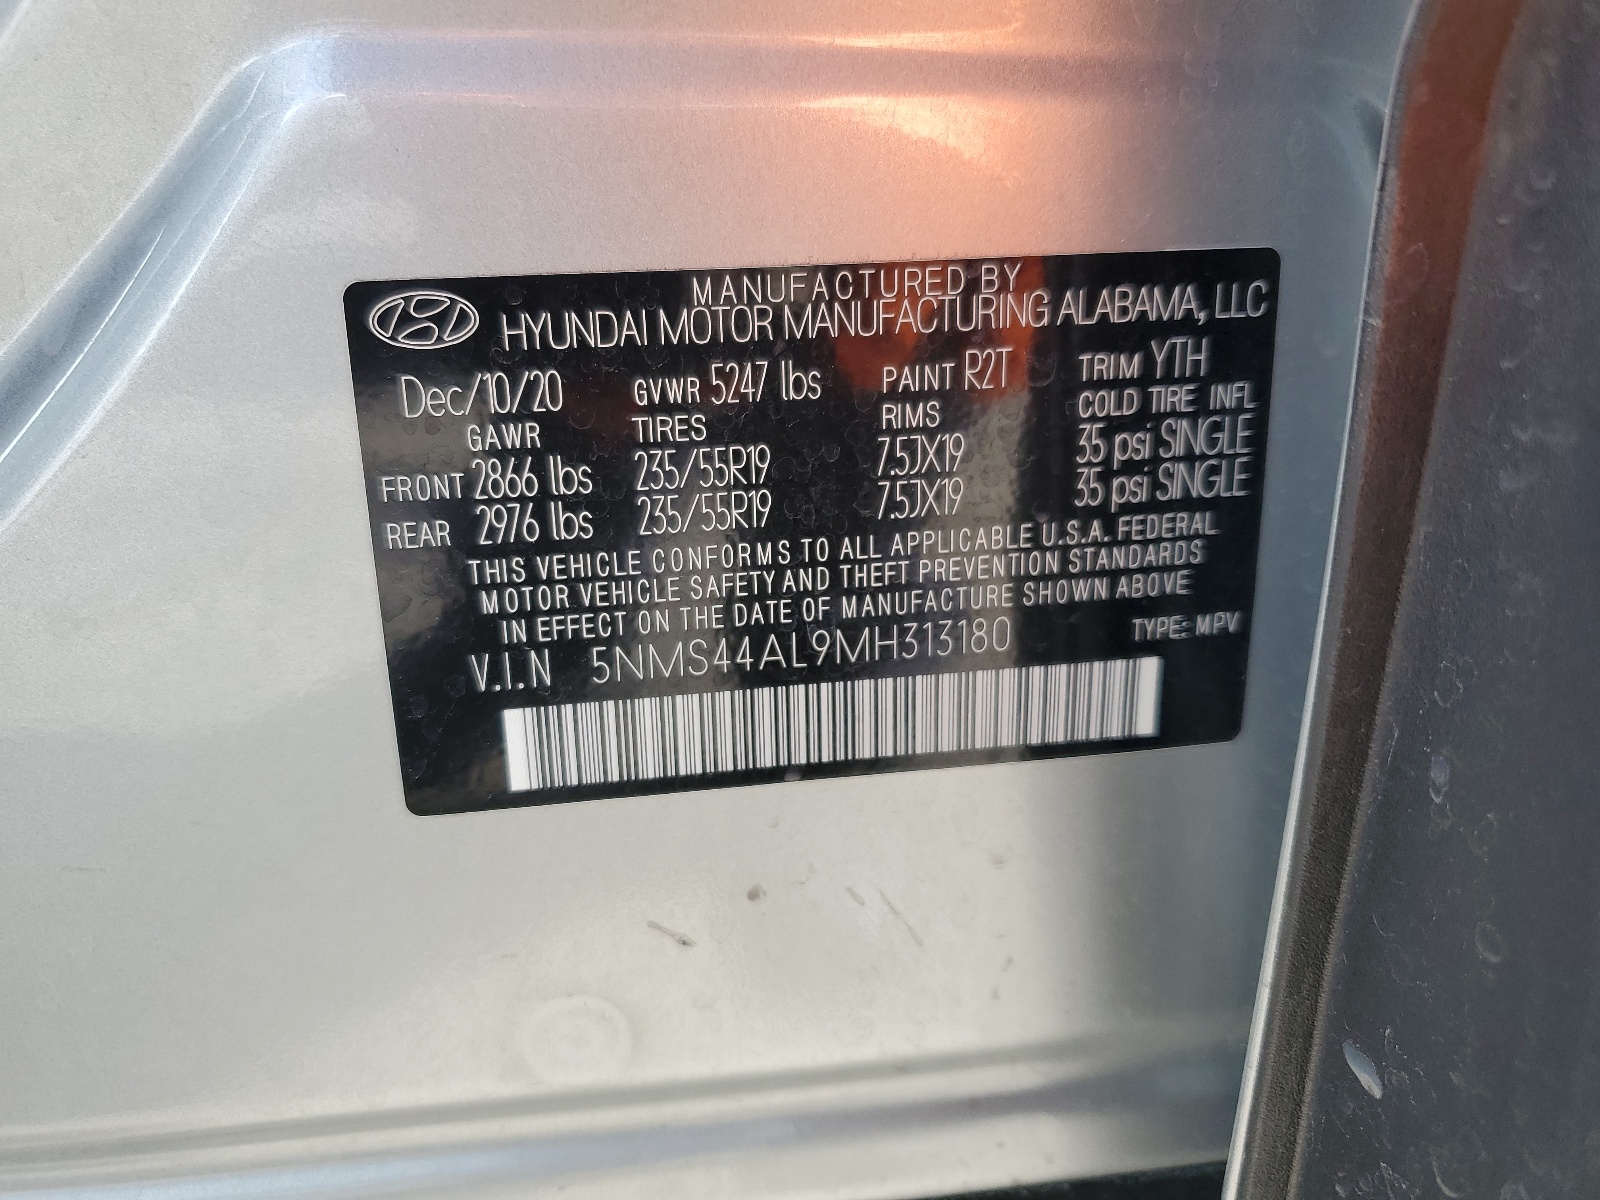 MANUFACTURED BY
HYUNDAI MOTOR MANUFACTURING ALABAMA, LLC
Dec/10/20 GVWR 5247 lbs PAINT R2T TRIM YTH
GAWR TIRES RIMS COLD TIRE INFL
FRONT 2866 lbs 235/55R19 7.5JX19 35 psi SINGLE
REAR 2976 lbs 235/55R19 7.5JX19 35 psi SINGLE
THIS VEHICLE CONFORMS TO ALL APPLICABLE U.S.A. FEDERAL
MOTOR VEHICLE SAFETY AND THEFT PREVENTION STANDARDS
IN EFFECT ON THE DATE OF MANUFACTURE SHOWN ABOVE
V.I.N 5NMS44AL9MH313180 TYPE: MPV